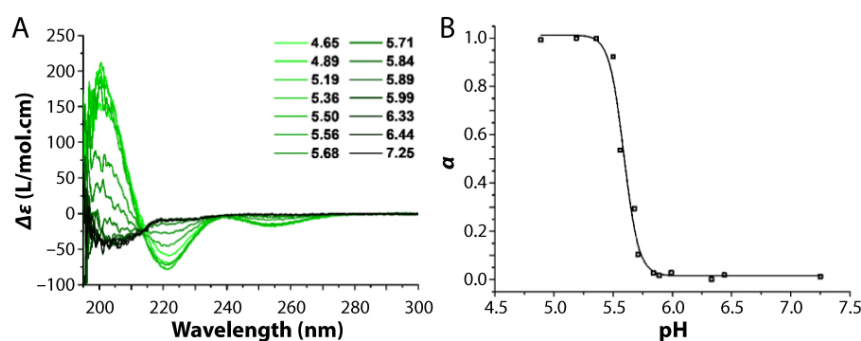 A
Δε (L/mol.cm)
250
200
150
100
50
0
−50
−100
4.65 5.71
4.89 5.84
5.19 5.89
5.36 5.99
5.50 6.33
5.56 6.44
5.68 7.25
200 220 240 260 280 300
Wavelength (nm)
B
α
1.0
0.8
0.6
0.4
0.2
0.0
4.5 5.0 5.5 6.0 6.5 7.0 7.5
pH